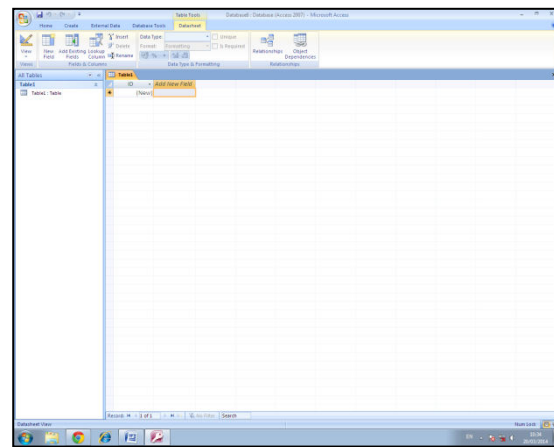 Table Tools
Database8 : Database (Access 2007) - Microsoft Access
Home Create External Data Database Tools Datasheet
View New Field Add Existing Fields Lookup Column Insert Delete Rename
Data Type: Unique
Format: Formatting Is Required
Relationships Object Dependencies
Views Fields & Columns Data Type & Formatting Relationships
All Tables
Table1
Table1 : Table
Table1
ID Add New Field
(New)
Record: 1 of 1 No Filter Search
Datasheet View
Num Lock
EN